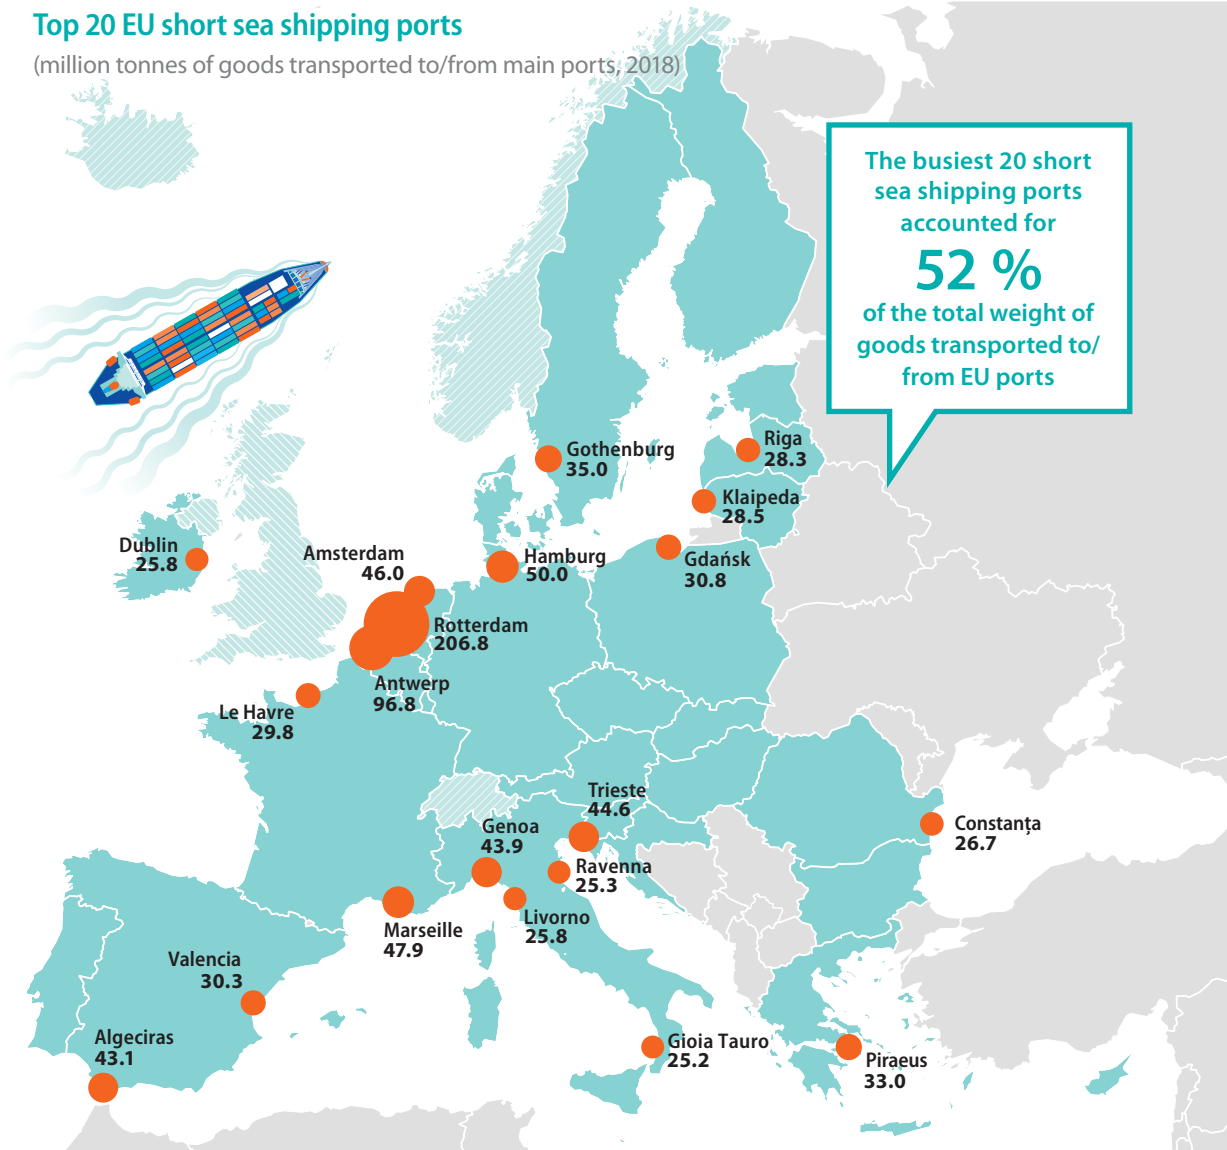 Top 20 EU short sea shipping ports
(million tonnes of goods transported to/from main ports, 2018)
The busiest 20 short
sea shipping ports
accounted for
52 %
of the total weight of
goods transported to/
from EU ports
Gothenburg
35.0
Riga
28.3
Klaipeda
28.5
Dublin
25.8
Amsterdam
46.0
Hamburg
50.0
Gdańsk
30.8
Rotterdam
206.8
Antwerp
96.8
Le Havre
29.8
Trieste
44.6
Genoa
43.9
Constanța
26.7
Ravenna
25.3
Livorno
25.8
Marseille
47.9
Valencia
30.3
Algeciras
43.1
Gioia Tauro
25.2
Piraeus
33.0